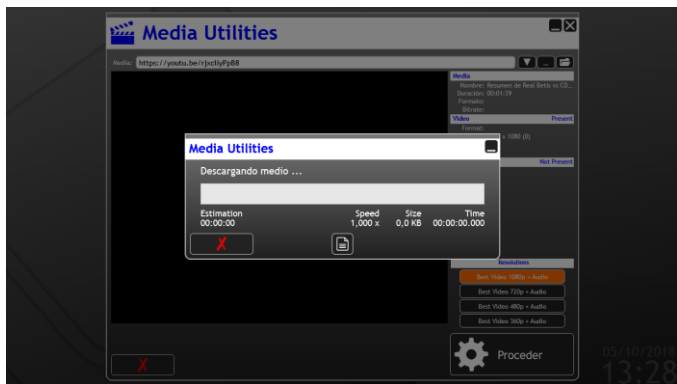 Media Utilities
Media: https://youtu.be/rjxcliyPpB8
Media
Nombre: Resumen de Real Betis vs CD...
Duración: 00:01:39
Formato:
Bitrate:
Video Present
Format:
x 1080 (0)
Not Present
Media Utilities
Descargando medio ...
Estimation Speed Size Time
00:00:00 1,000 x 0,0 KB 00:00:00.000
Resolutions
Best Video 1080p + Audio
Best Video 720p + Audio
Best Video 480p + Audio
Best Video 360p + Audio
Proceder
05/10/2018
13:28